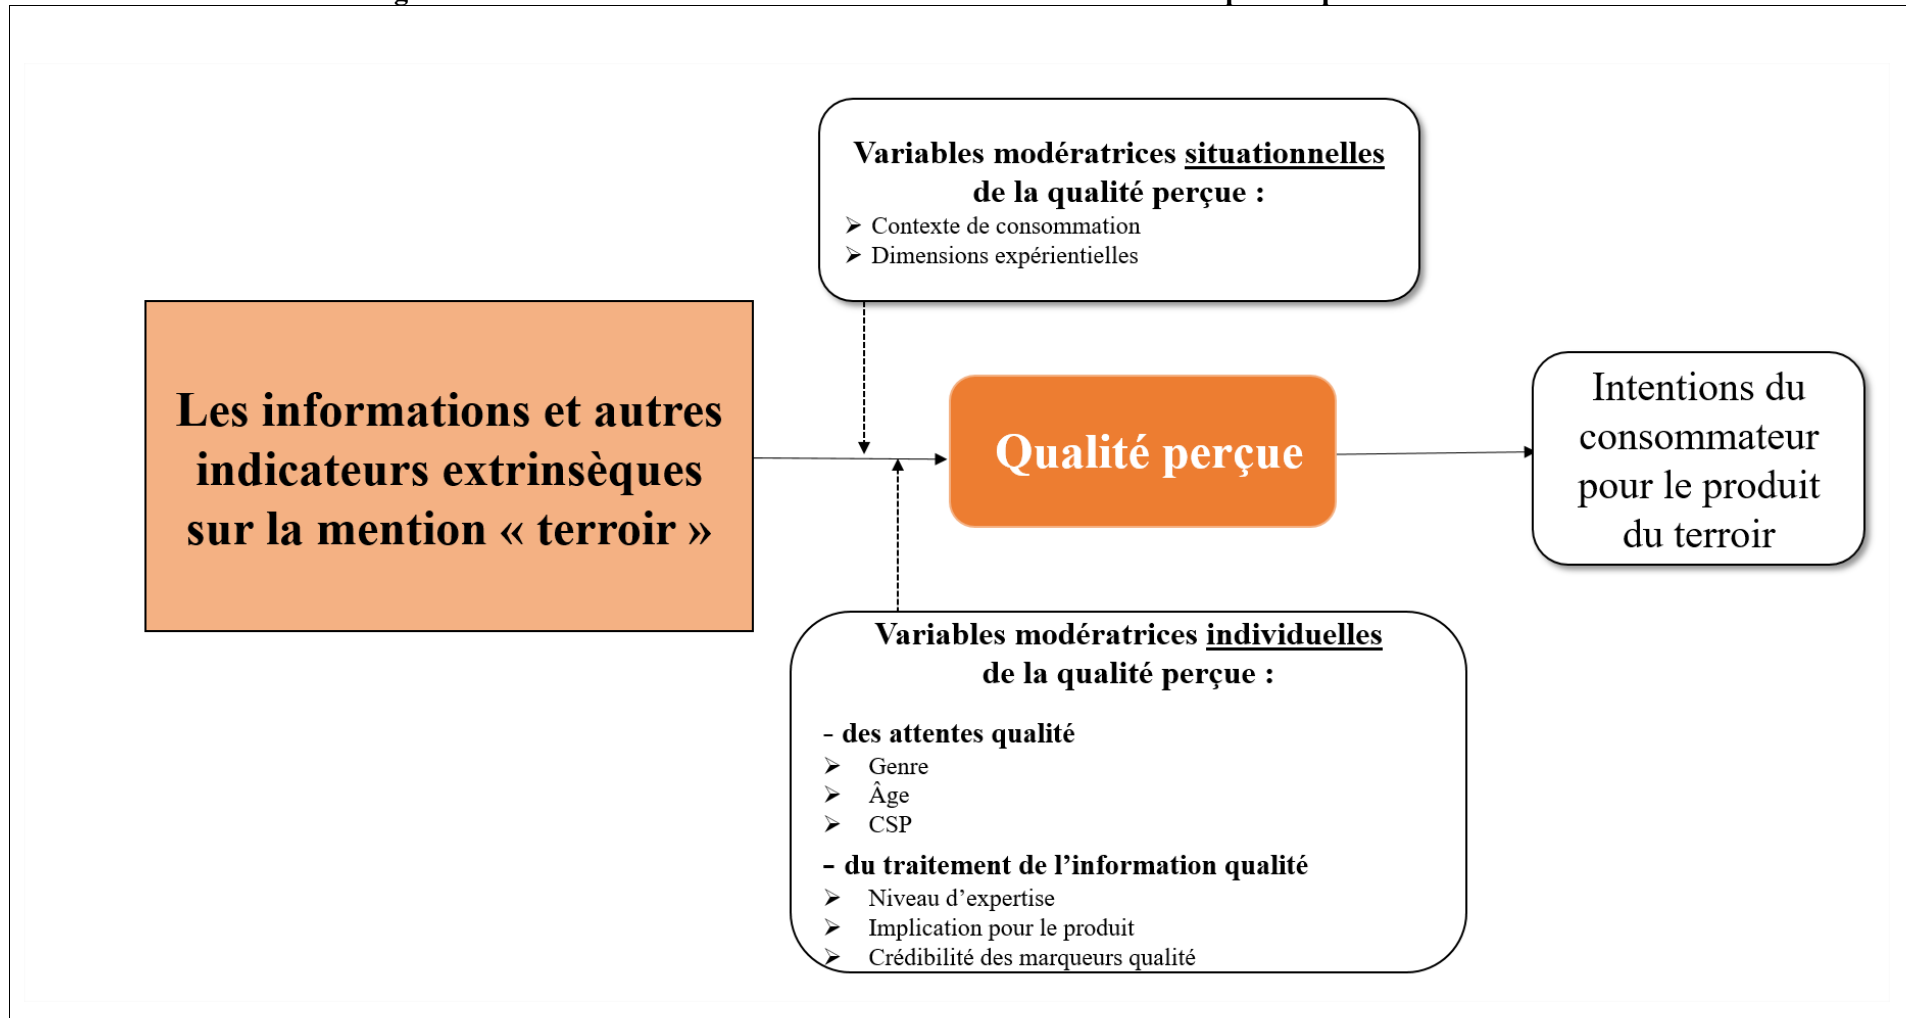 Variables modératrices situationnelles
de la qualité perçue :
➢ Contexte de consommation
➢ Dimensions expérientielles
Les informations et autres
indicateurs extrinsèques
sur la mention « terroir »
Qualité perçue
Intentions du
consommateur
pour le produit
du terroir
Variables modératrices individuelles
de la qualité perçue :
- des attentes qualité
➢ Genre
➢ Âge
➢ CSP
- du traitement de l’information qualité
➢ Niveau d’expertise
➢ Implication pour le produit
➢ Crédibilité des marqueurs qualité